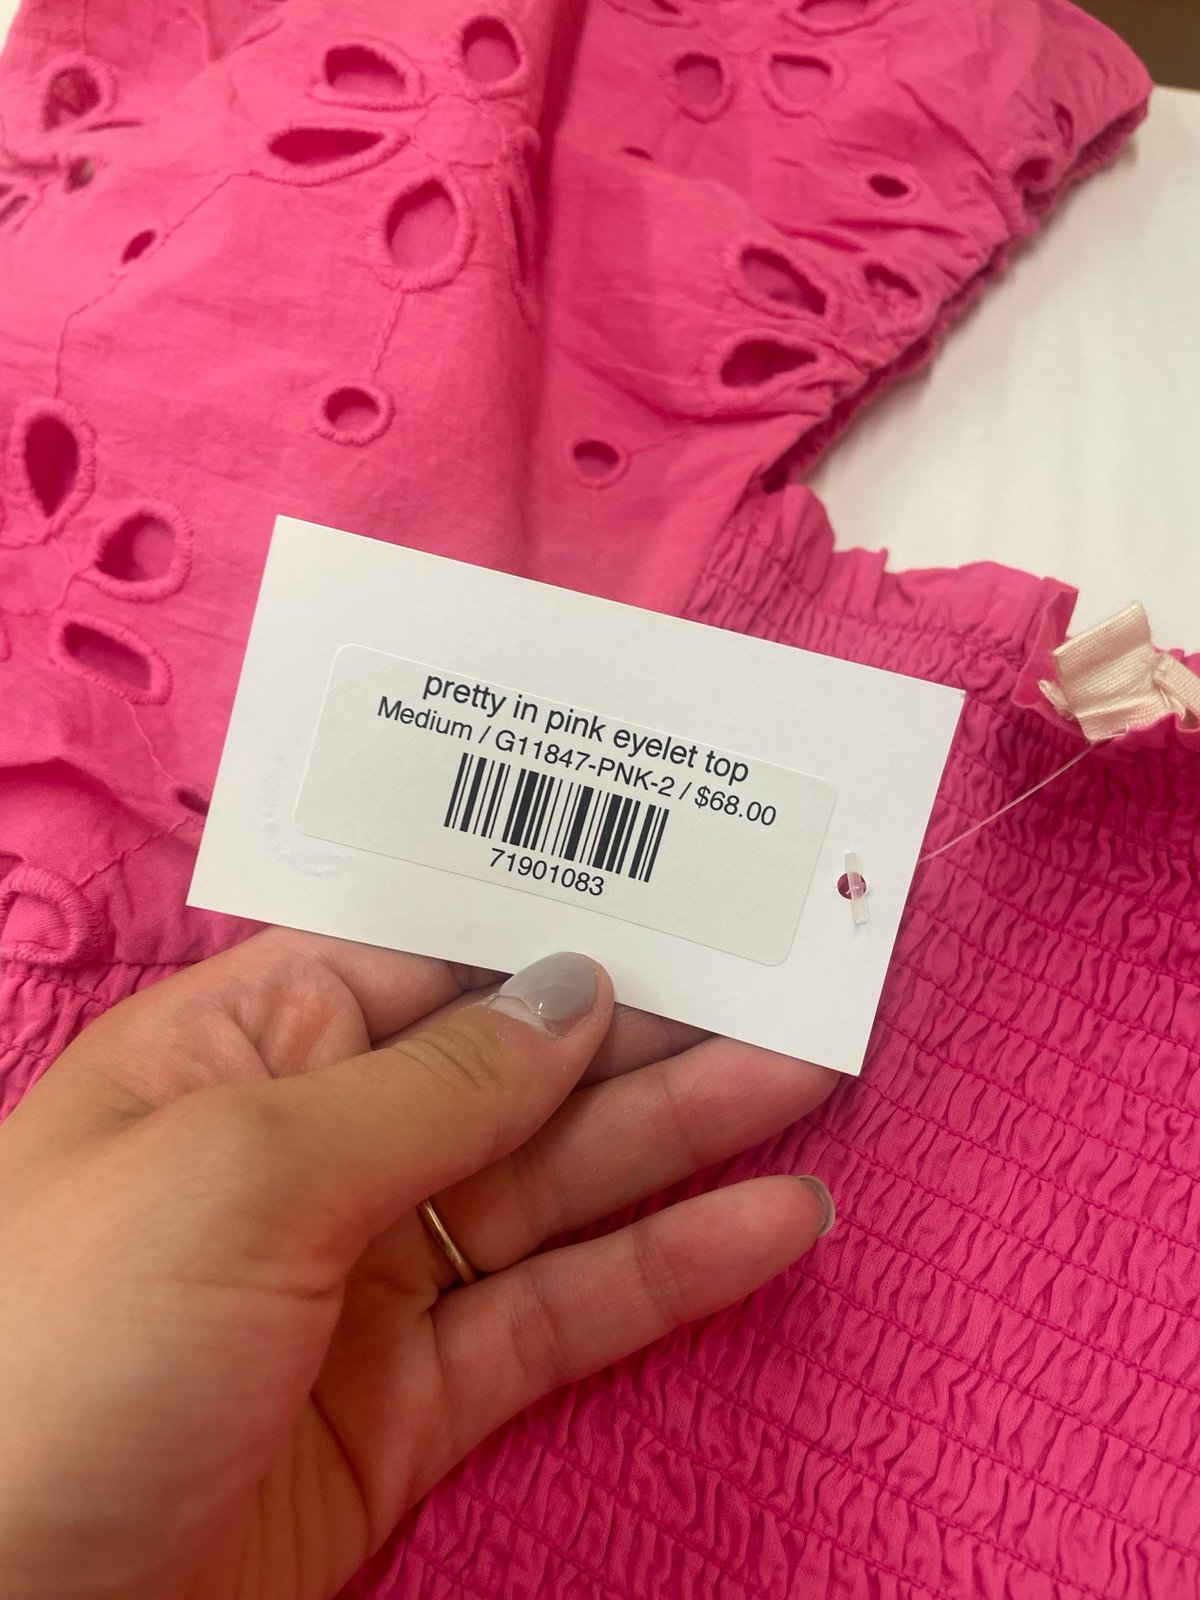 pretty in pink eyelet top
Medium / G11847-PNK-2 / $68.00
71901083